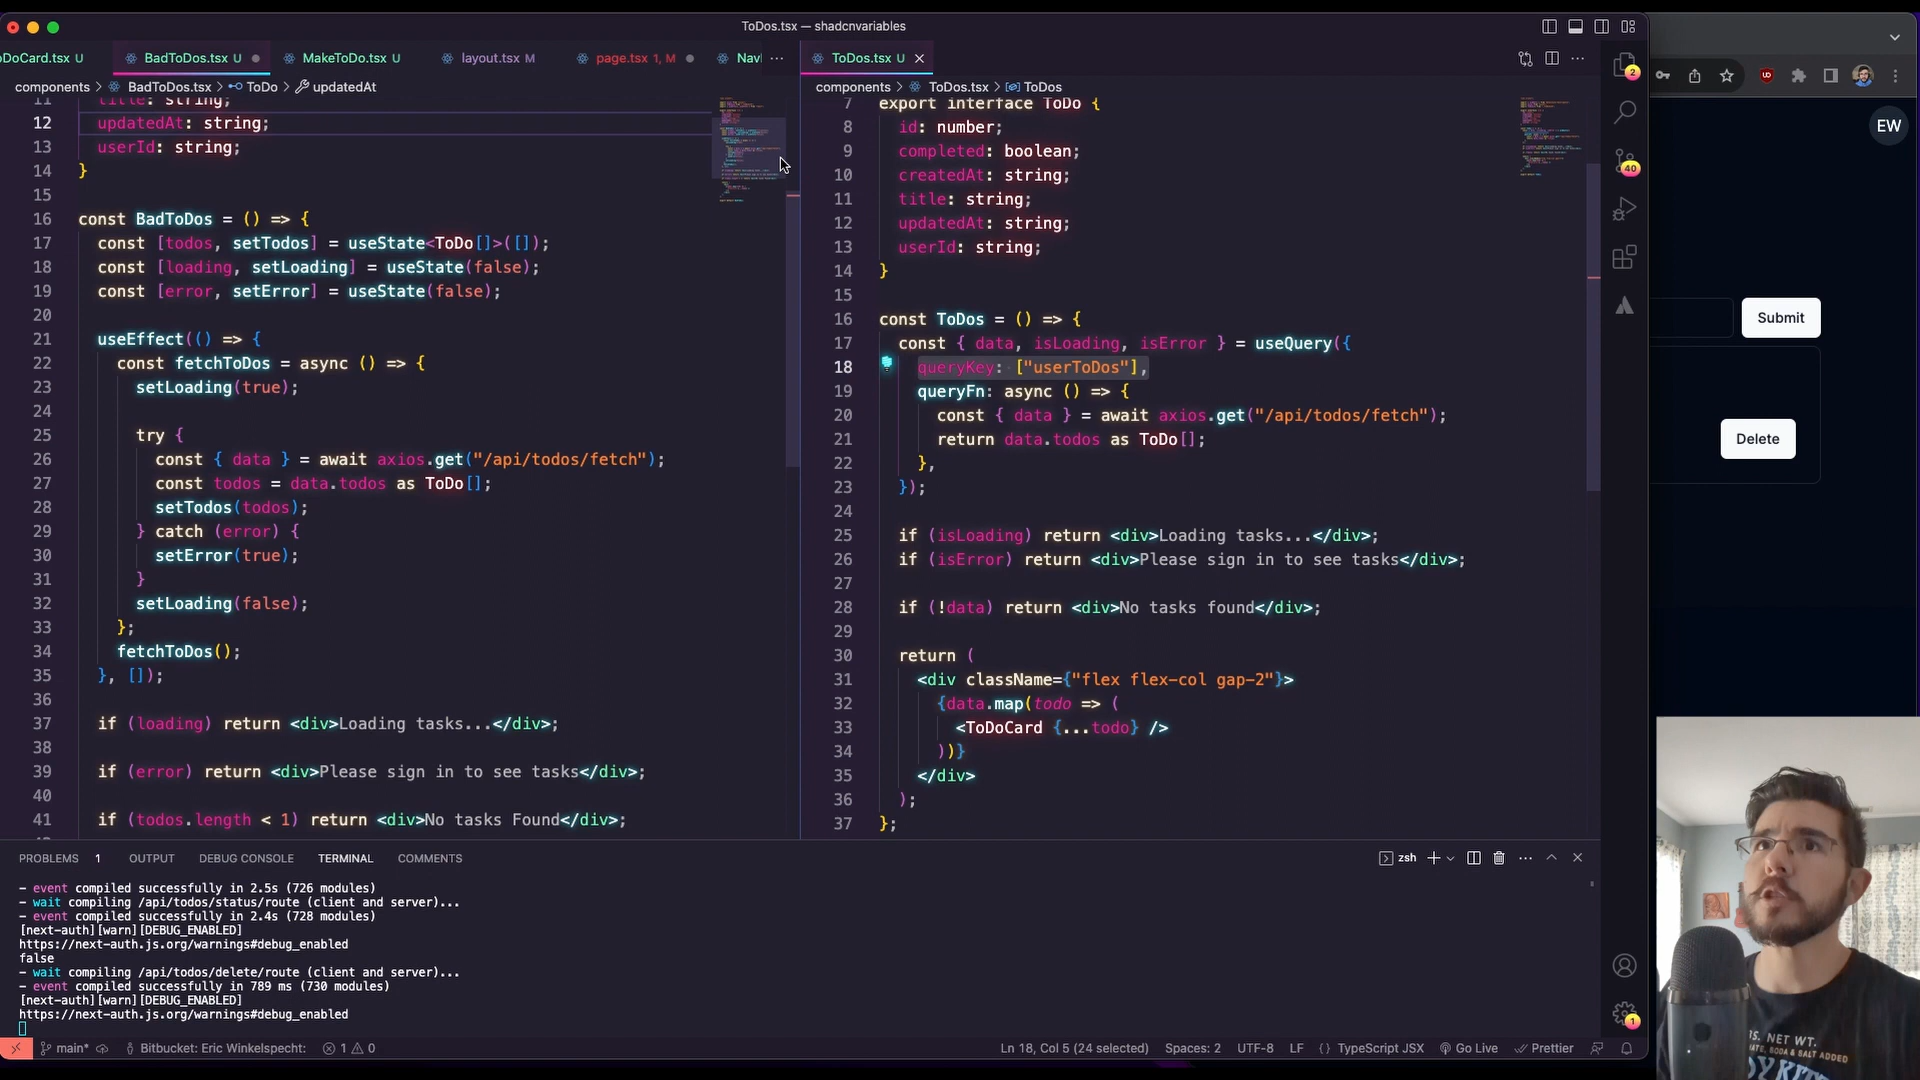 ToDos.tsx — shadcnvariables
oDoCard.tsx U
BadToDos.tsx U
MakeToDo.tsx U
layout.tsx M
page.tsx 1, M
Navl
...
ToDos.tsx U
components > BadToDos.tsx > ToDo > updatedAt
11 title: string;
12 updatedAt: string;
13 userId: string;
14 }
15
16 const BadToDos = () => {
17 const [todos, setTodos] = useState<ToDo[]>([]);
18 const [loading, setLoading] = useState(false);
19 const [error, setError] = useState(false);
20
21 useEffect(() => {
22 const fetchToDos = async () => {
23 setLoading(true);
24
25 try {
26 const { data } = await axios.get("/api/todos/fetch");
27 const todos = data.todos as ToDo[];
28 setTodos(todos);
29 } catch (error) {
30 setError(true);
31 }
32 setLoading(false);
33 };
34 fetchToDos();
35 }, []);
36
37 if (loading) return <div>Loading tasks...</div>;
38
39 if (error) return <div>Please sign in to see tasks</div>;
40
41 if (todos.length < 1) return <div>No tasks Found</div>;
components > ToDos.tsx > ToDos
7 export interface ToDo {
8 id: number;
9 completed: boolean;
10 createdAt: string;
11 title: string;
12 updatedAt: string;
13 userId: string;
14 }
15
16 const ToDos = () => {
17 const { data, isLoading, isError } = useQuery({
18 queryKey: ["userToDos"],
19 queryFn: async () => {
20 const { data } = await axios.get("/api/todos/fetch");
21 return data.todos as ToDo[];
22 },
23 });
24
25 if (isLoading) return <div>Loading tasks...</div>;
26 if (isError) return <div>Please sign in to see tasks</div>;
27
28 if (!data) return <div>No tasks found</div>;
29
30 return (
31 <div className={"flex flex-col gap-2"}>
32 {data.map(todo => (
33 <ToDoCard {...todo} />
34 ))}
35 </div>
36 );
37 };
2
40
1
EW
Submit
Delete
PROBLEMS 1 OUTPUT DEBUG CONSOLE TERMINAL COMMENTS
zsh
- event compiled successfully in 2.5s (726 modules)
- wait compiling /api/todos/status/route (client and server)...
- event compiled successfully in 2.4s (728 modules)
[next-auth][warn][DEBUG_ENABLED]
https://next-auth.js.org/warnings#debug_enabled
false
- wait compiling /api/todos/delete/route (client and server)...
- event compiled successfully in 789 ms (730 modules)
[next-auth][warn][DEBUG_ENABLED]
https://next-auth.js.org/warnings#debug_enabled
main* Bitbucket: Eric Winkelspecht: 1 0 Ln 18, Col 5 (24 selected) Spaces: 2 UTF-8 LF {} TypeScript JSX Go Live Prettier
BS. NET WT.
ATE, SODA & SALT ADDED